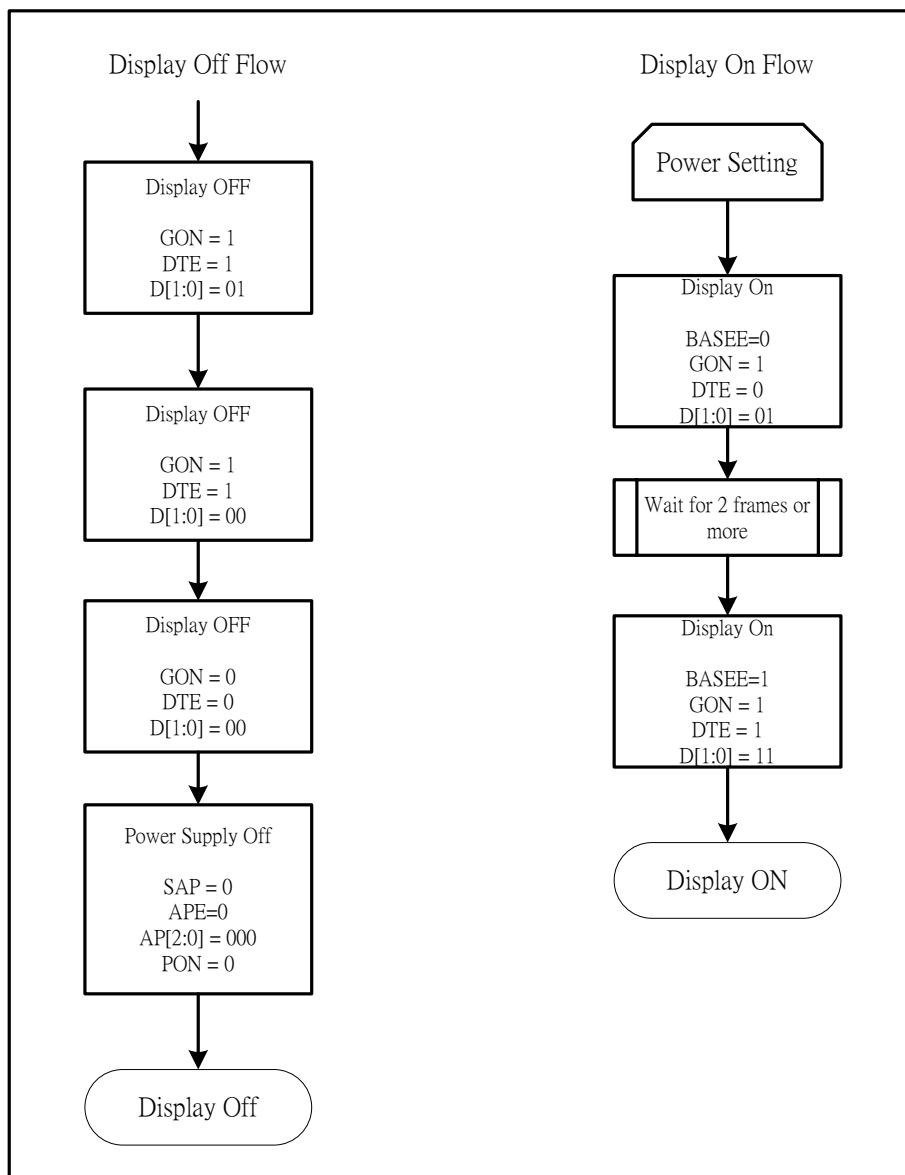 Display Off Flow
Display OFF
GON = 1
DTE = 1
D[1:0] = 01
Display OFF
GON = 1
DTE = 1
D[1:0] = 00
Display OFF
GON = 0
DTE = 0
D[1:0] = 00
Power Supply Off
SAP = 0
APE=0
AP[2:0] = 000
PON = 0
Display Off
Display On Flow
Power Setting
Display On
BASEE=0
GON = 1
DTE = 0
D[1:0] = 01
Wait for 2 frames or
more
Display On
BASEE=1
GON = 1
DTE = 1
D[1:0] = 11
Display ON